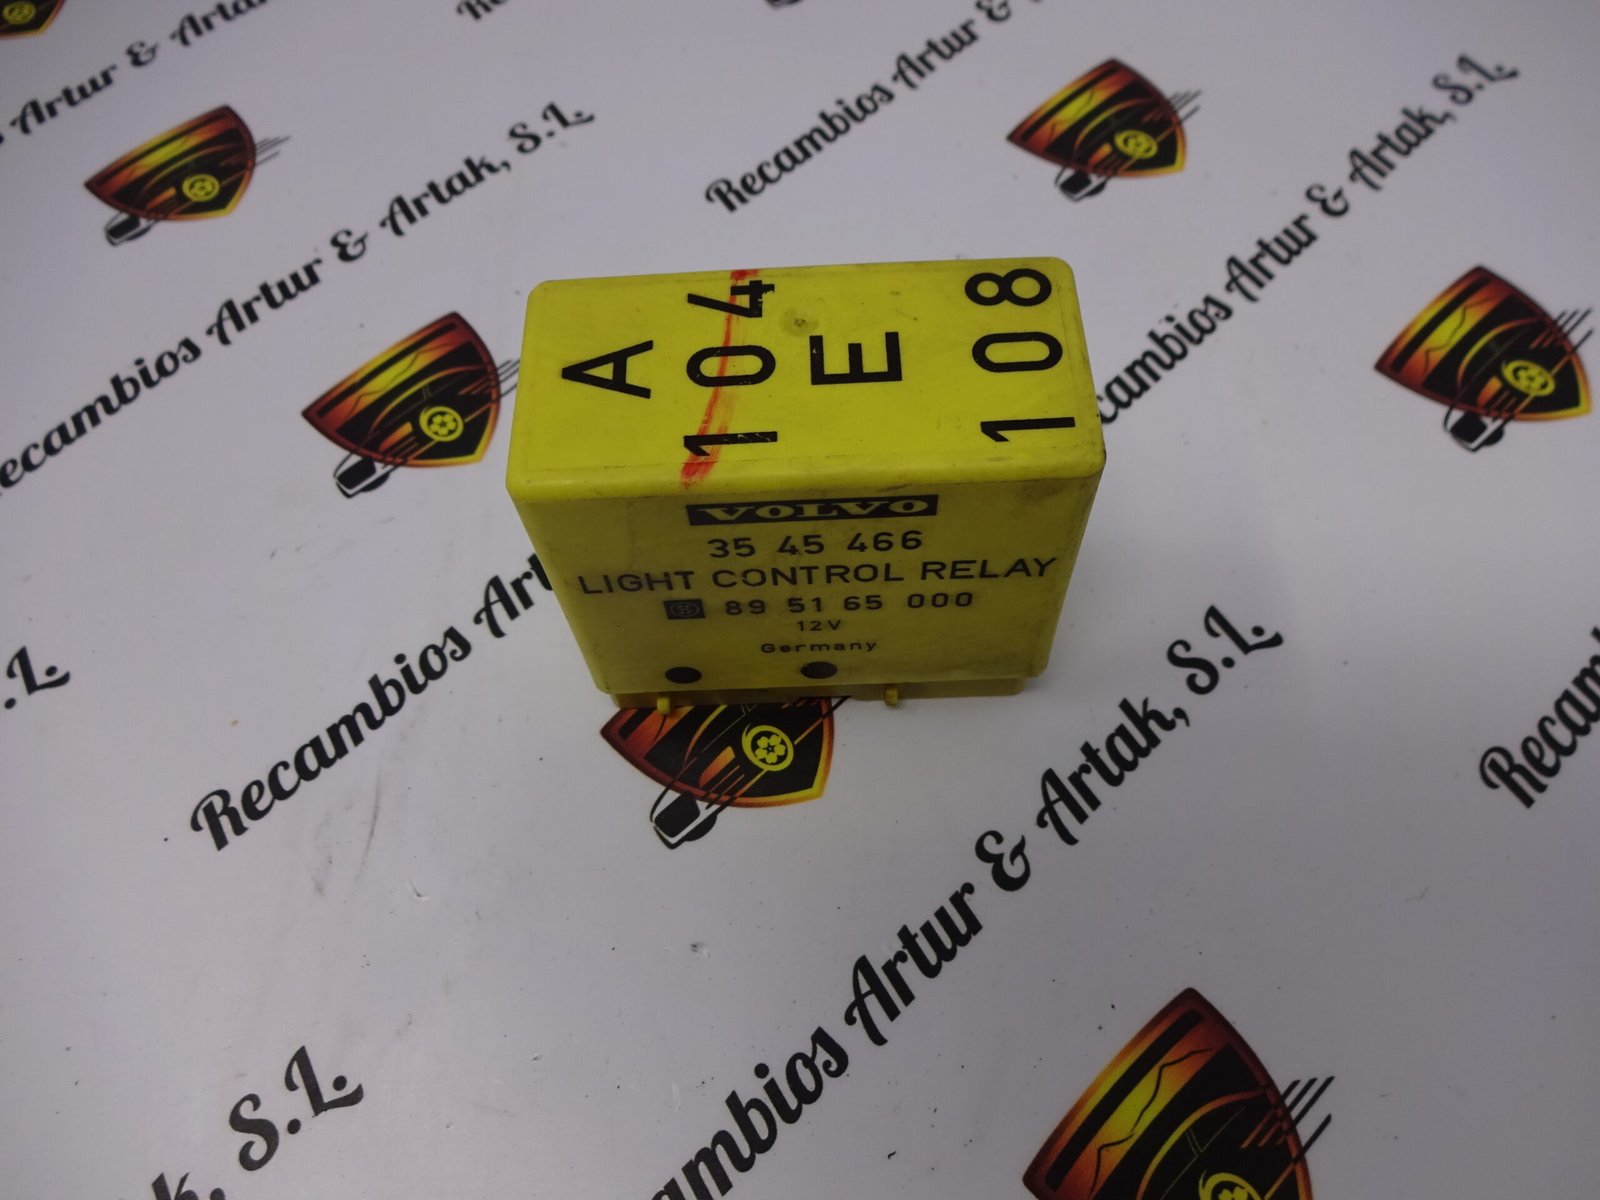 A
104
E
108
VOLVO
35 45 466
LIGHT CONTROL RELAY
89 51 65 000
12V
Germany
Artur & Artak
Recambios Artur & Artak, S.L.
Recambios Artur & Artak, S.L.
Recambios Artur & Artak, S.L.
Recambios Artur & Artak, S.L.
S.L.
Recambios